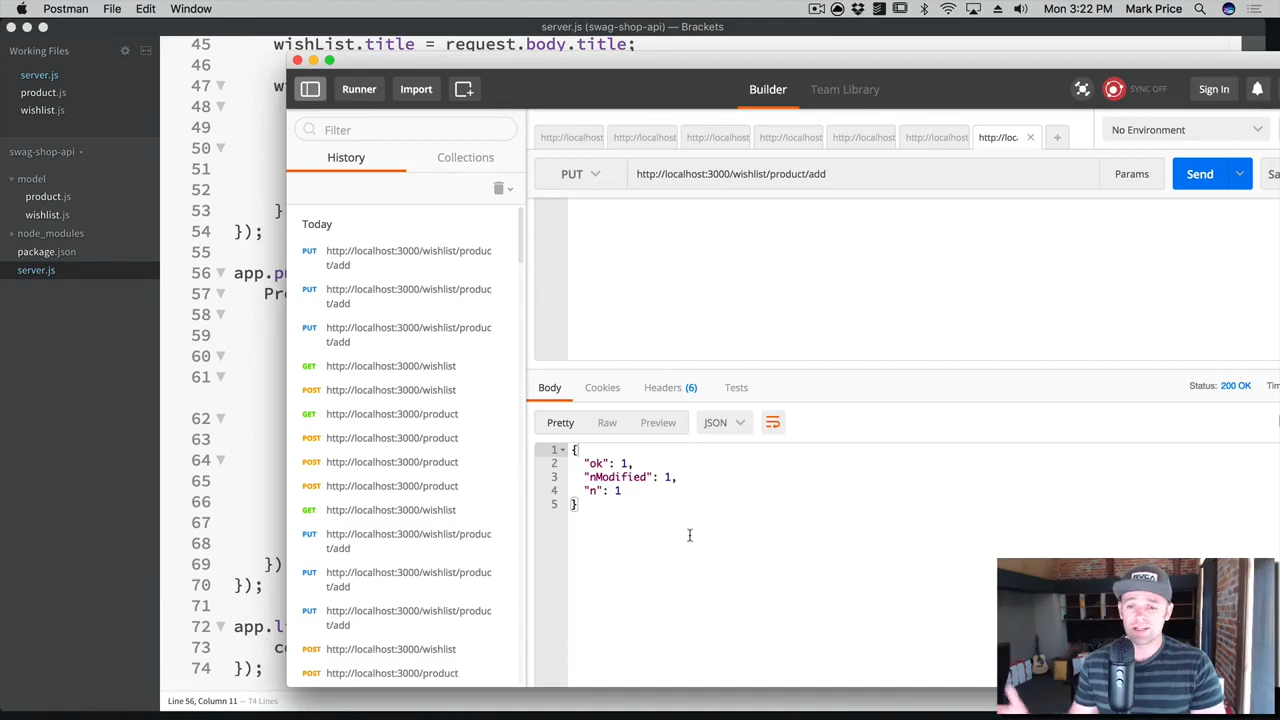 Postman File Edit Window Mon 3:22 PM Mark Price
server.js (swag-shop-api) — Brackets
Working Files
server.js
product.js
wishlist.js
swag-shop-api
model
product.js
wishlist.js
node_modules
package.json
server.js
45 wishList.title = request.body.title;
46
47
48
49
50
51
52
53 }
54 });
55
56 app.p
57 Pr
58
59
60
61
62
63
64
65
66
67
68
69 })
70 });
71
72 app.l
73 c
74 });
Line 56, Column 11 — 74 Lines
Runner Import Builder Team Library SYNC OFF Sign In
Filter
History Collections
Today
PUT http://localhost:3000/wishlist/produc
t/add
PUT http://localhost:3000/wishlist/produc
t/add
PUT http://localhost:3000/wishlist/produc
t/add
GET http://localhost:3000/wishlist
POST http://localhost:3000/wishlist
GET http://localhost:3000/product
POST http://localhost:3000/product
POST http://localhost:3000/product
POST http://localhost:3000/product
GET http://localhost:3000/wishlist
PUT http://localhost:3000/wishlist/produc
t/add
PUT http://localhost:3000/wishlist/produc
t/add
PUT http://localhost:3000/wishlist/produc
t/add
POST http://localhost:3000/wishlist
POST http://localhost:3000/product
http://localhost http://localhost http://localhost http://localhost http://localhost http://localhost http://loc
No Environment
PUT http://localhost:3000/wishlist/product/add Params Send Sa
Body Cookies Headers (6) Tests Status: 200 OK Tim
Pretty Raw Preview JSON
1 {
2 "ok": 1,
3 "nModified": 1,
4 "n": 1
5 }
RVCA